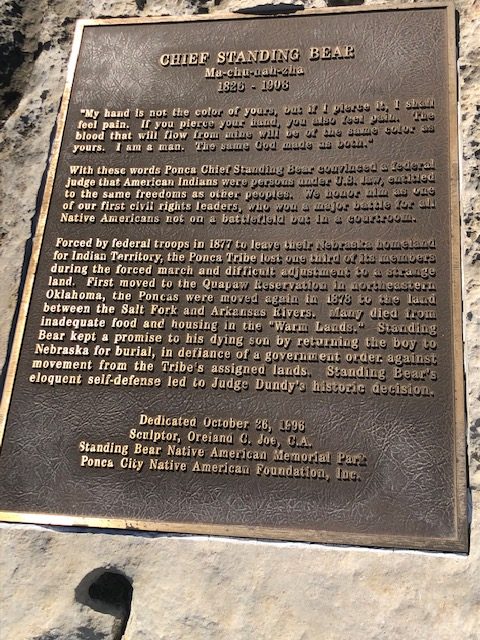 CHIEF STANDING BEAR
Ma-chu-nah-zha
1826 - 1908
"My hand is not the color of yours, but if I pierce it, I shall
feel pain. If you pierce your hand, you also feel pain. The
blood that will flow from mine will be of the same color as
yours. I am a man. The same God made us both."
With these words Ponca Chief Standing Bear convinced a federal
judge that American Indians were persons under U.S. law, entitled
to the same freedoms as other peoples. We honor him as one
of our first civil rights leaders, who won a major battle for all
Native Americans not on a battlefield but in a courtroom.
Forced by federal troops in 1877 to leave their Nebraska homeland
for Indian Territory, the Ponca Tribe lost one third of its members
during the forced march and difficult adjustment to a strange
land. First moved to the Quapaw Reservation in northeastern
Oklahoma, the Poncas were moved again in 1878 to the land
between the Salt Fork and Arkansas Rivers. Many died from
inadequate food and housing in the "Warm Lands." Standing
Bear kept a promise to his dying son by returning the boy to
Nebraska for burial, in defiance of a government order against
movement from the Tribe's assigned lands. Standing Bear's
eloquent self-defense led to Judge Dundy's historic decision.
Dedicated October 26, 1996
Sculptor, Oreland C. Joe, C.A.
Standing Bear Native American Memorial Park
Ponca City Native American Foundation, Inc.